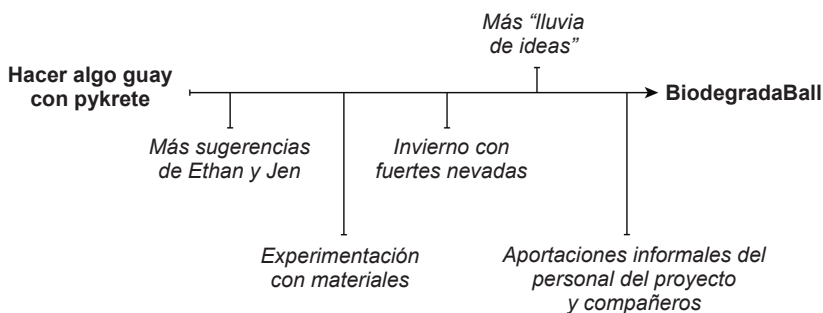 Más “lluvia
de ideas”
Hacer algo guay
con pykrete
BiodegradaBall
Más sugerencias
de Ethan y Jen
Invierno con
fuertes nevadas
Experimentación
con materiales
Aportaciones informales del
personal del proyecto
y compañeros